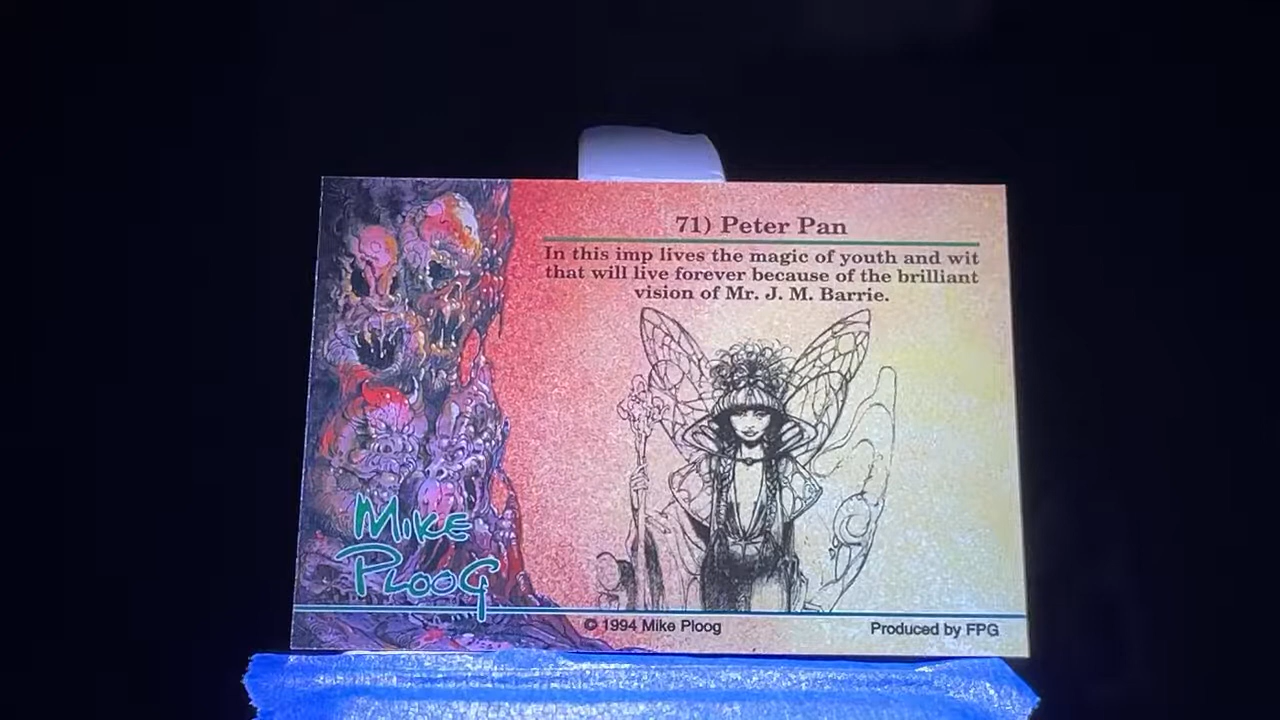 71) Peter Pan
In this imp lives the magic of youth and wit
that will live forever because of the brilliant
vision of Mr. J. M. Barrie.
MIKE
PLOOG
© 1994 Mike Ploog
Produced by FPG